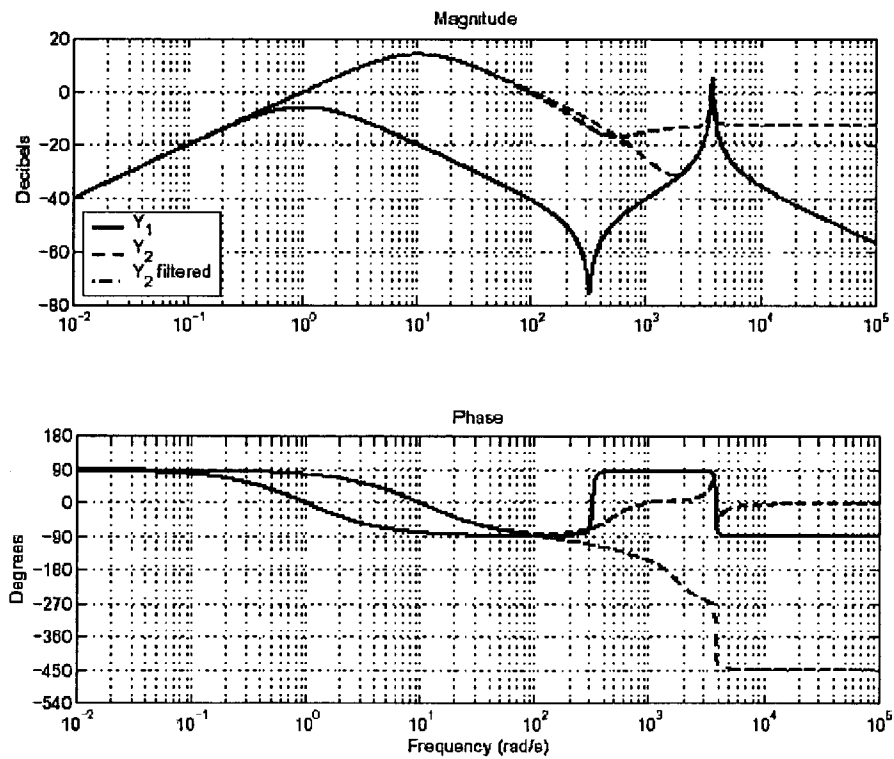 Magnitude
20
0
−20
−40
−60
−80
Decibels
Y1
Y2
Y2 filtered
10^−2 10^−1 10^0 10^1 10^2 10^3 10^4 10^5
Phase
180
90
0
−90
−180
−270
−360
−450
−540
Degrees
10^−2 10^−1 10^0 10^1 10^2 10^3 10^4 10^5
Frequency (rad/s)